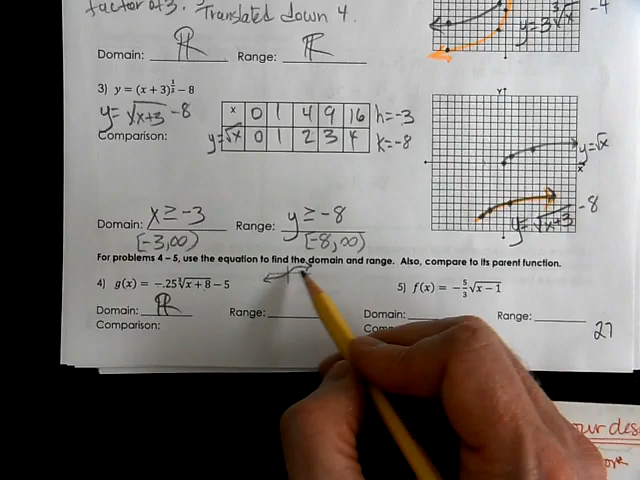 factor of 3. Translated down 4.
-4
y=3∛x
Domain: ℝ Range: ℝ
3) y = (x + 3)^{1/2} – 8
y=√x+3 -8
x 0 1 4 9 16 h=-3
y=√x 0 1 2 3 4 k=-8
Comparison:
Y
y=√x
x
y=√x+3 -8
Domain: x ≥ -3 Range: y ≥ -8
[-3,∞) [-8,∞)
For problems 4 – 5, use the equation to find the domain and range. Also, compare to its parent function.
4) g(x) = –.25∛x + 8 – 5 5) f(x) = –5/3√x – 1
Domain: ℝ Range: Domain: Range:
Comparison: Com
27
our des